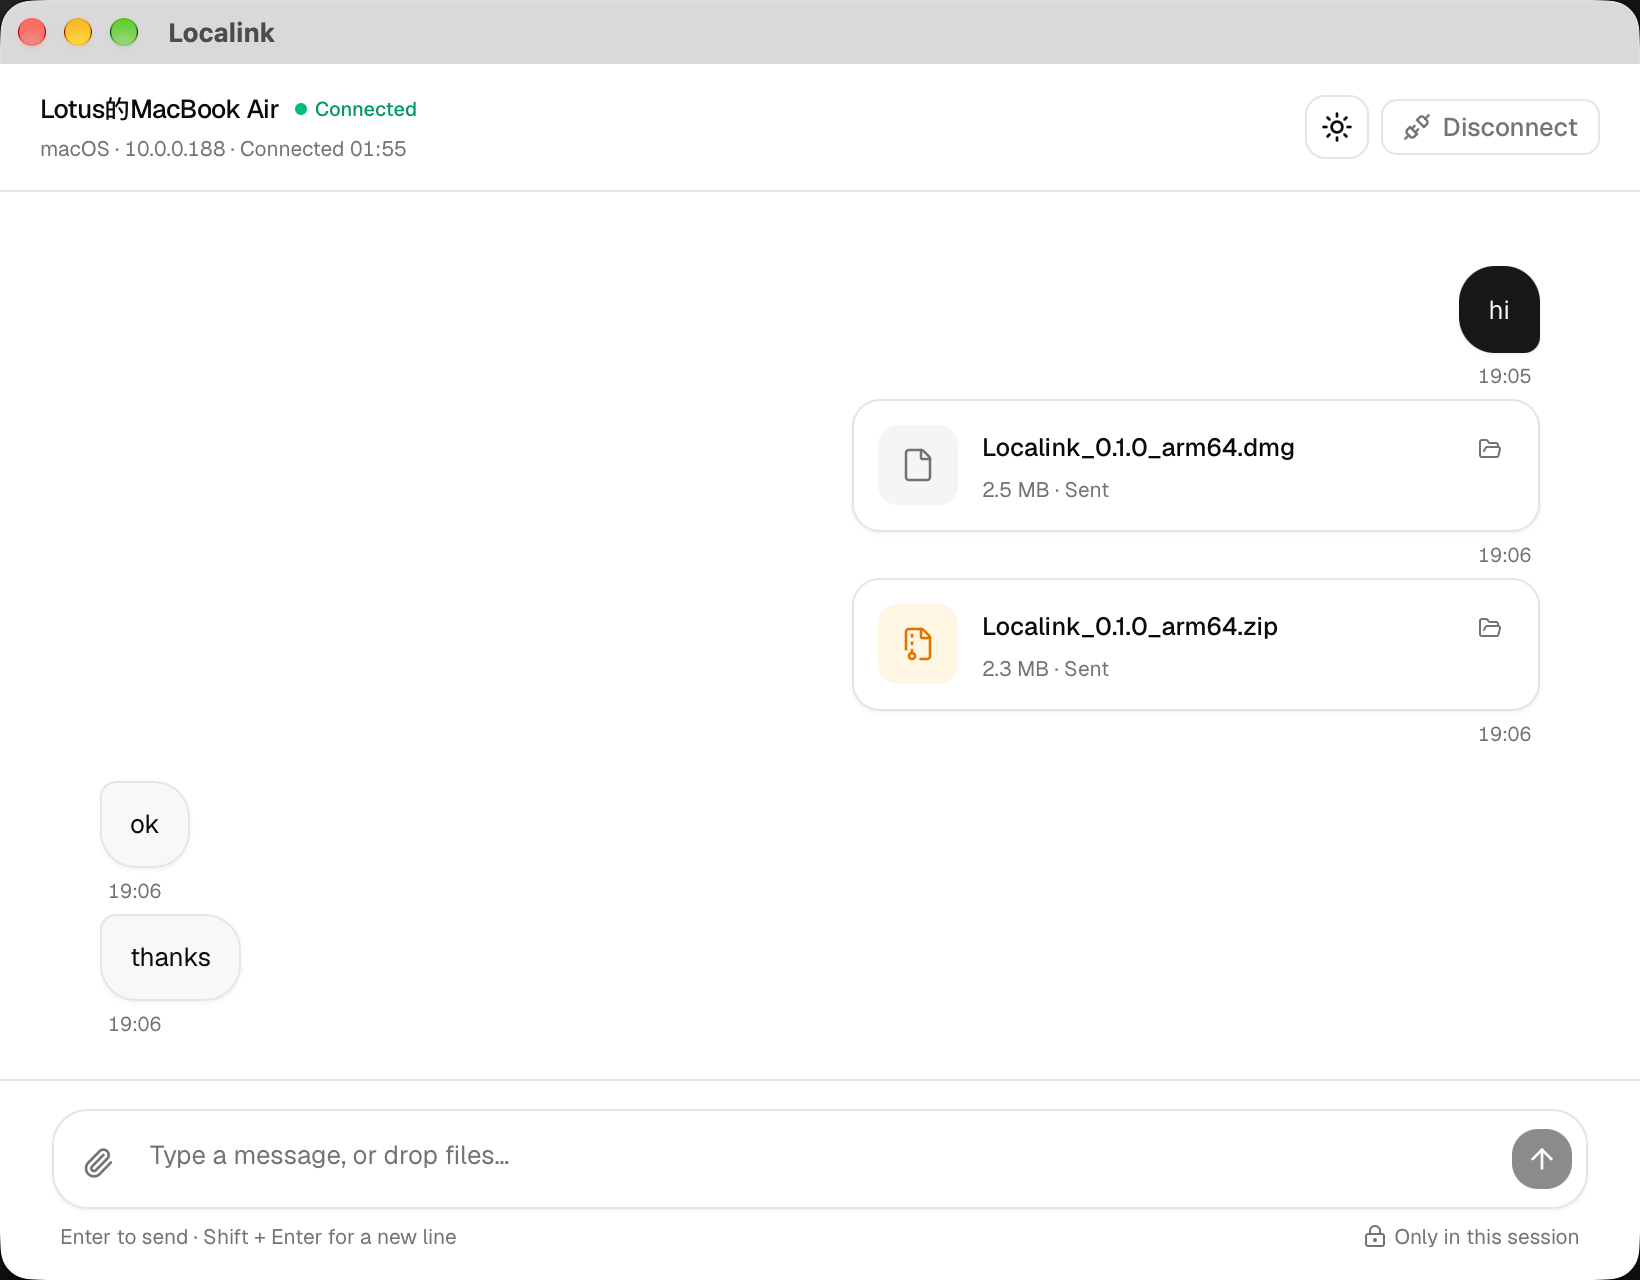 Localink
Lotus的MacBook Air
Connected
Disconnect
macOS · 10.0.0.188 · Connected 01:55
hi
19:05
Localink_0.1.0_arm64.dmg
2.5 MB · Sent
19:06
Localink_0.1.0_arm64.zip
2.3 MB · Sent
19:06
ok
19:06
thanks
19:06
Type a message, or drop files...
Enter to send · Shift + Enter for a new line
Only in this session